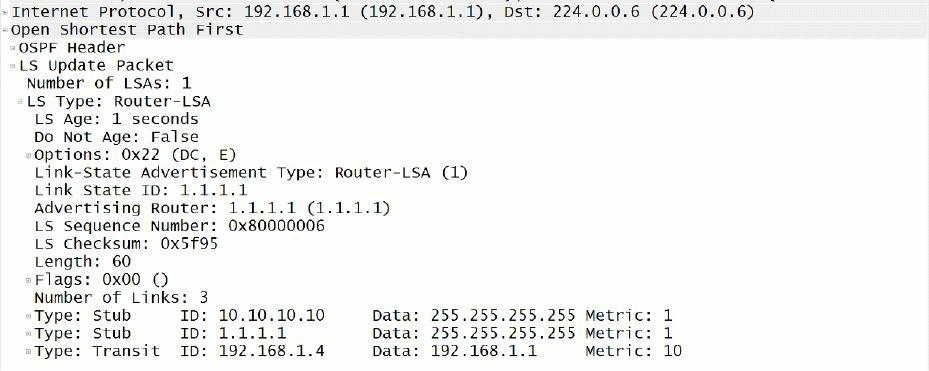 Internet Protocol, Src: 192.168.1.1 (192.168.1.1), Dst: 224.0.0.6 (224.0.0.6)
Open Shortest Path First
OSPF Header
LS Update Packet
Number of LSAs: 1
LS Type: Router-LSA
LS Age: 1 seconds
Do Not Age: False
Options: 0x22 (DC, E)
Link-State Advertisement Type: Router-LSA (1)
Link State ID: 1.1.1.1
Advertising Router: 1.1.1.1 (1.1.1.1)
LS Sequence Number: 0x80000006
LS Checksum: 0x5f95
Length: 60
Flags: 0x00 ()
Number of Links: 3
Type: Stub ID: 10.10.10.10 Data: 255.255.255.255 Metric: 1
Type: Stub ID: 1.1.1.1 Data: 255.255.255.255 Metric: 1
Type: Transit ID: 192.168.1.4 Data: 192.168.1.1 Metric: 10